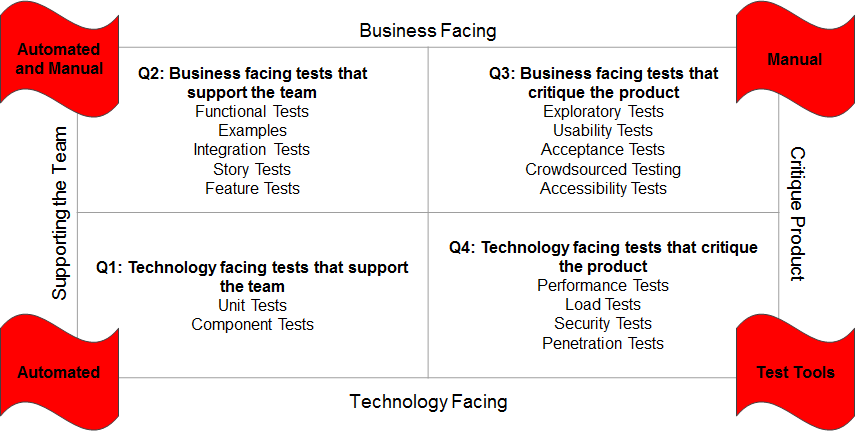 Business Facing
Automated
and Manual
Manual
Q2: Business facing tests that
support the team
Functional Tests
Examples
Integration Tests
Story Tests
Feature Tests
Q3: Business facing tests that
critique the product
Exploratory Tests
Usability Tests
Acceptance Tests
Crowdsourced Testing
Accessibility Tests
Supporting the Team
Critique Product
Q1: Technology facing tests that support
the team
Unit Tests
Component Tests
Q4: Technology facing tests that critique
the product
Performance Tests
Load Tests
Security Tests
Penetration Tests
Automated
Test Tools
Technology Facing